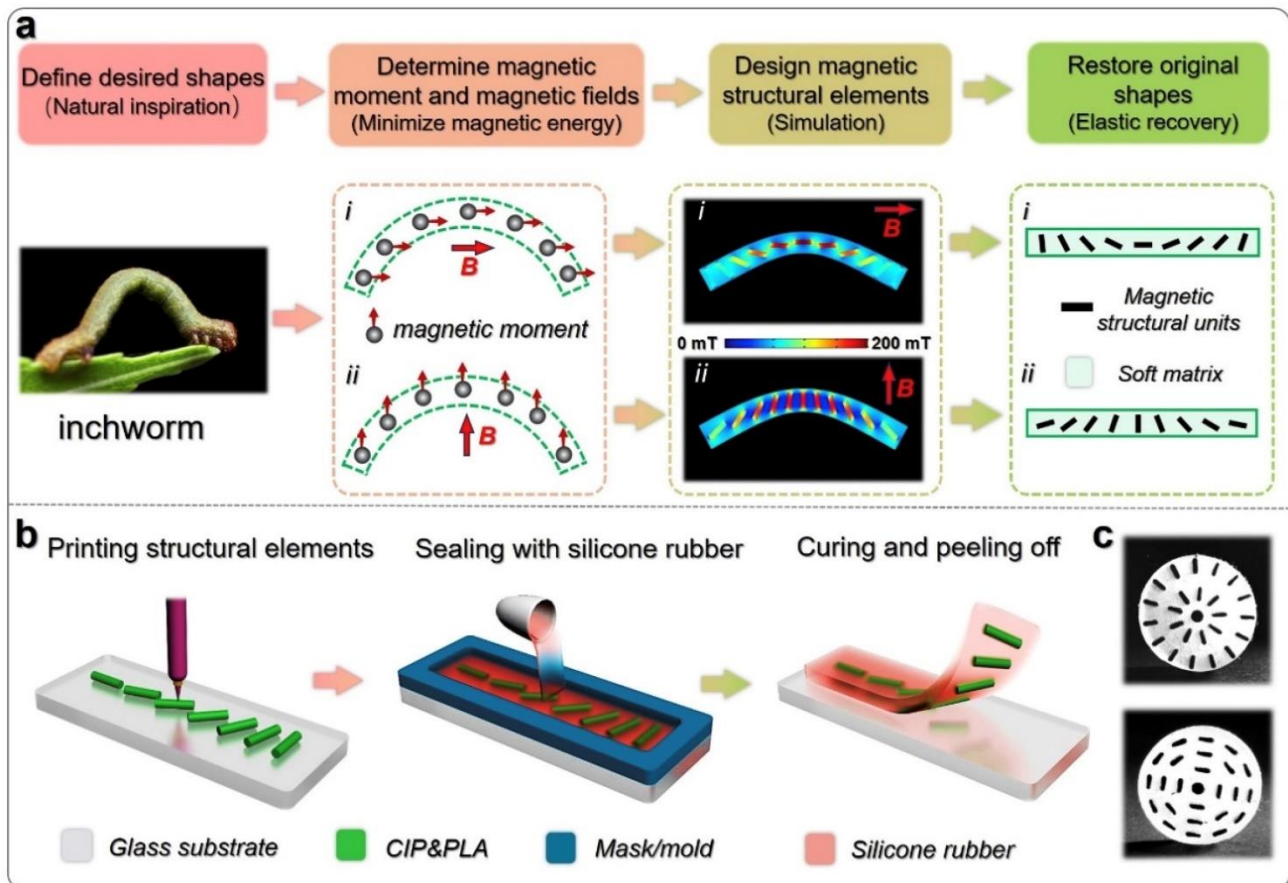 a
Define desired shapes
(Natural inspiration)
Determine magnetic
moment and magnetic fields
(Minimize magnetic energy)
Design magnetic
structural elements
(Simulation)
Restore original
shapes
(Elastic recovery)
i
B
magnetic moment
ii
B
i
B
0 mT
200 mT
ii
B
i
Magnetic
structural units
ii
Soft matrix
inchworm
b
Printing structural elements
Sealing with silicone rubber
Curing and peeling off
c
Glass substrate
CIP&PLA
Mask/mold
Silicone rubber